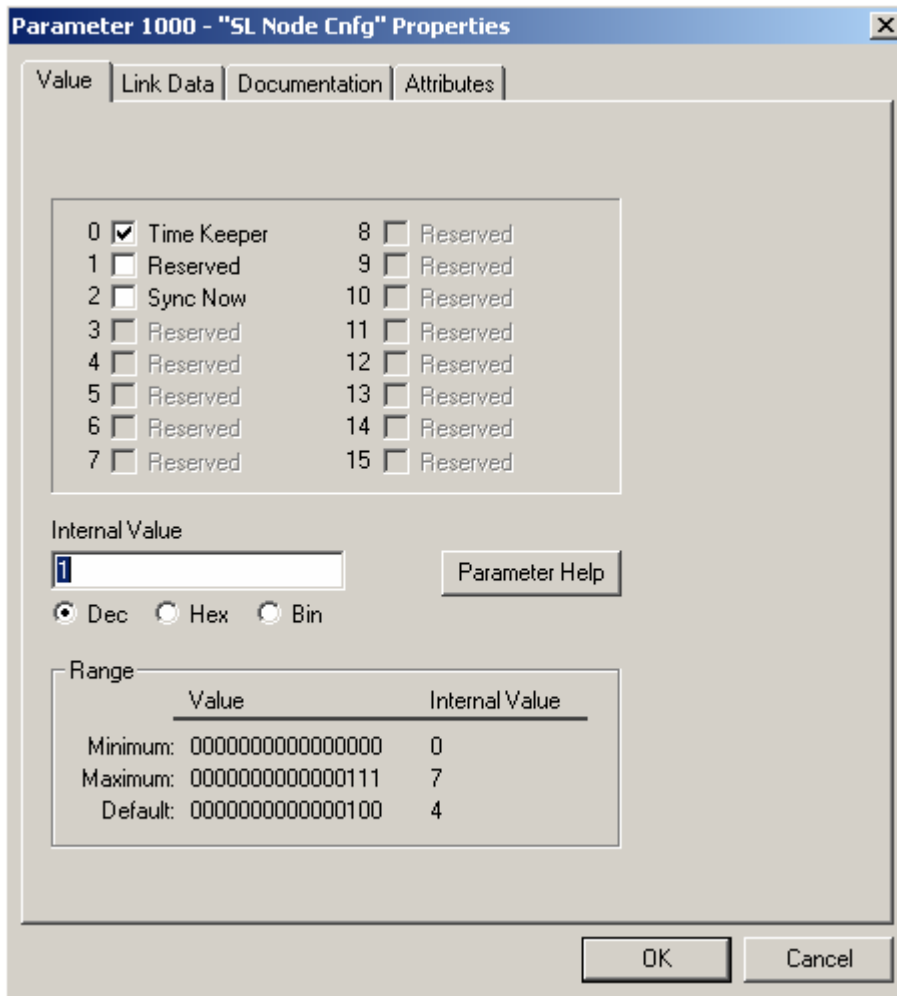 Parameter 1000 - "SL Node Cnfg" Properties
Value Link Data Documentation Attributes
0 Time Keeper 8 Reserved
1 Reserved 9 Reserved
2 Sync Now 10 Reserved
3 Reserved 11 Reserved
4 Reserved 12 Reserved
5 Reserved 13 Reserved
6 Reserved 14 Reserved
7 Reserved 15 Reserved
Internal Value
1 Parameter Help
Dec Hex Bin
Range
Value Internal Value
Minimum: 0000000000000000 0
Maximum: 0000000000000111 7
Default: 0000000000000100 4
OK Cancel